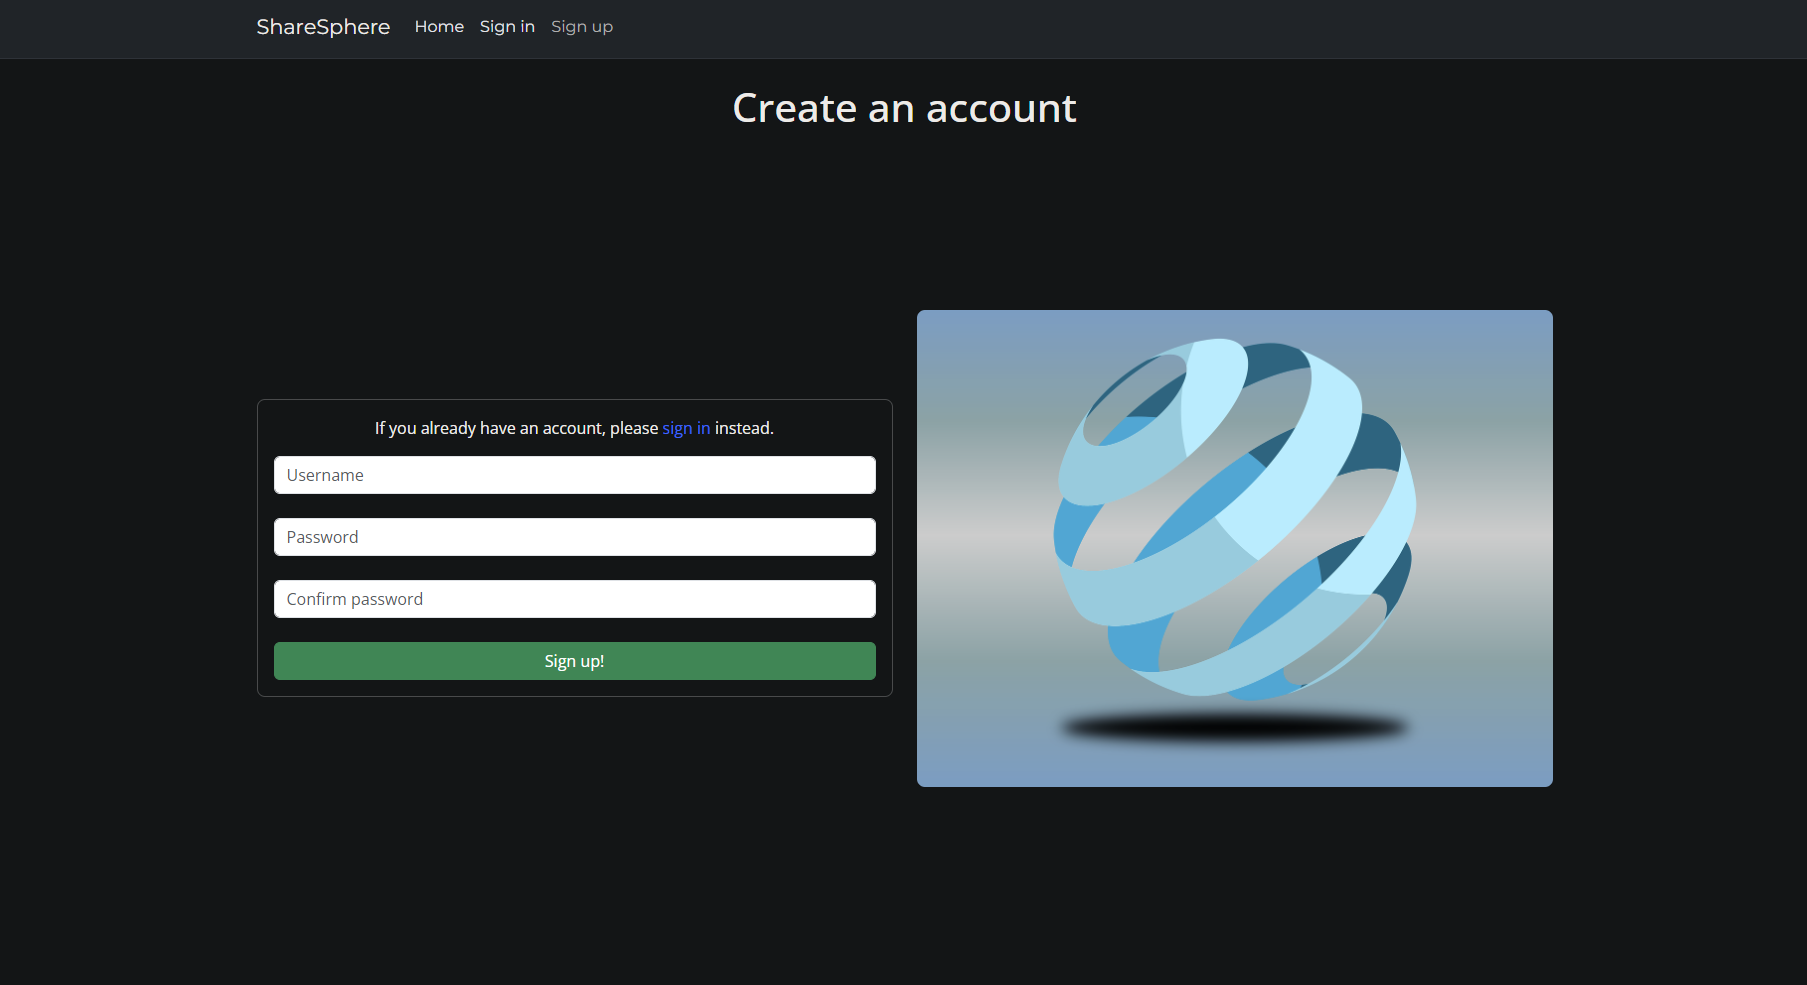 ShareSphere Home Sign in Sign up
Create an account
If you already have an account, please sign in instead.
Username
Password
Confirm password
Sign up!